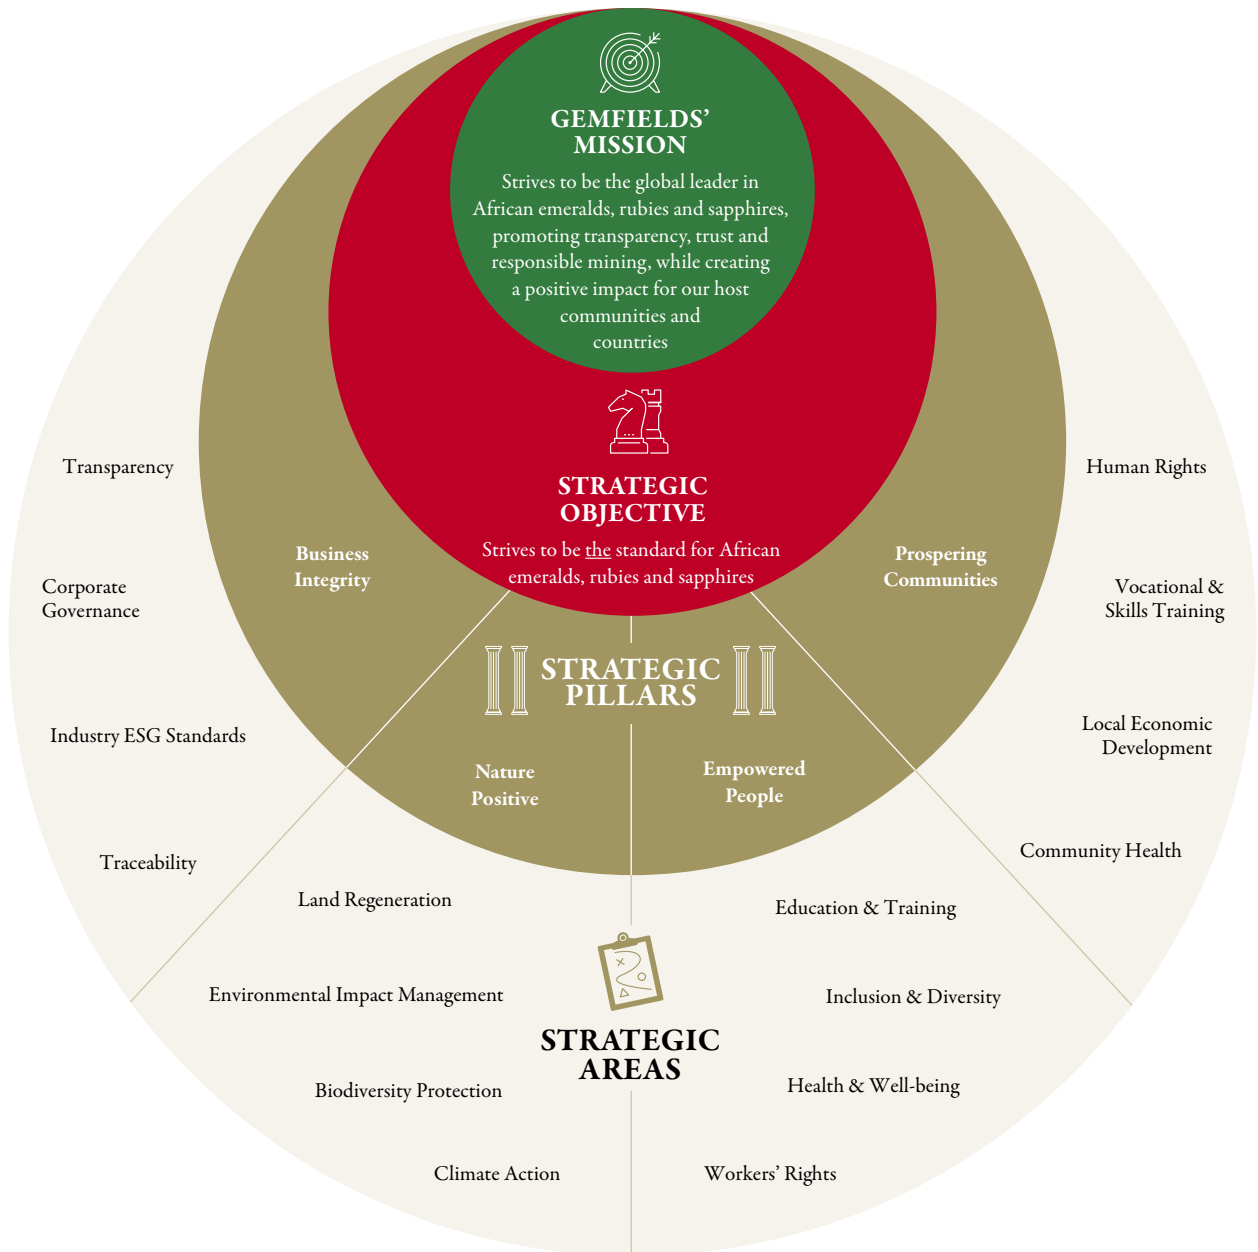 GEMFIELDS’
MISSION
Strives to be the global leader in
African emeralds, rubies and sapphires,
promoting transparency, trust and
responsible mining, while creating
a positive impact for our host
communities and
countries
STRATEGIC
OBJECTIVE
Strives to be the standard for African
emeralds, rubies and sapphires
STRATEGIC
PILLARS
Business
Integrity
Nature
Positive
Empowered
People
Prospering
Communities
Transparency
Corporate
Governance
Industry ESG Standards
Traceability
Land Regeneration
Environmental Impact Management
Biodiversity Protection
Climate Action
STRATEGIC
AREAS
Education & Training
Inclusion & Diversity
Health & Well-being
Workers’ Rights
Human Rights
Vocational &
Skills Training
Local Economic
Development
Community Health